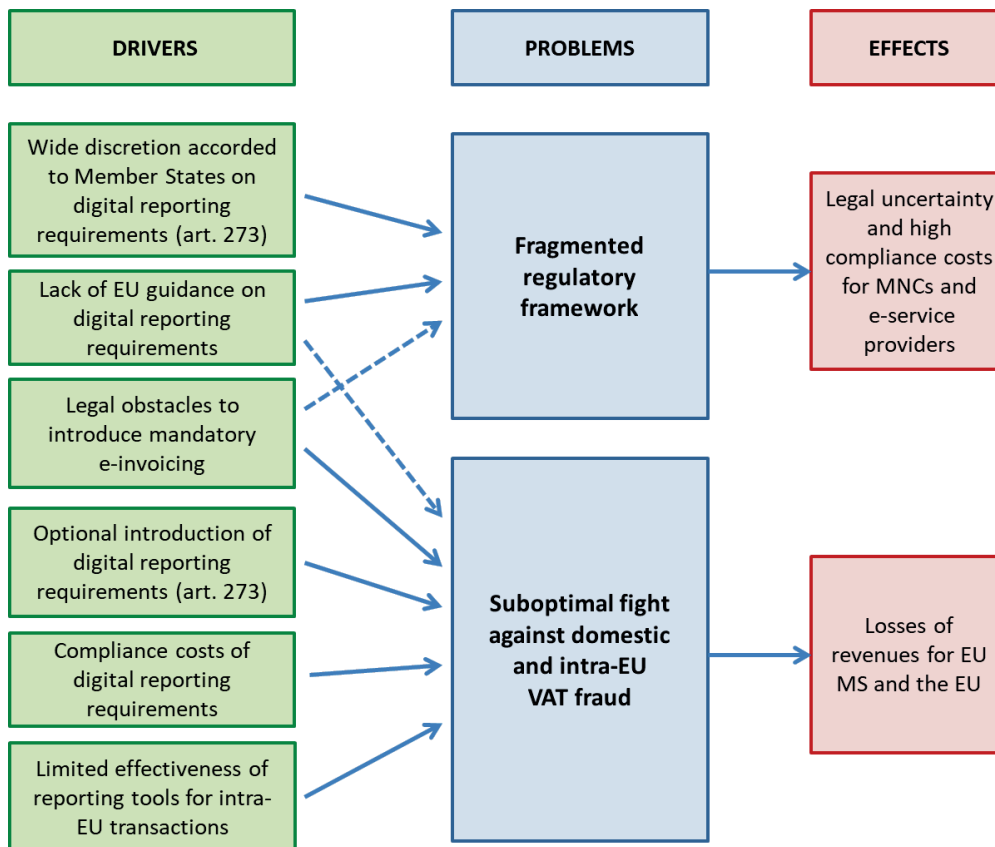 DRIVERS
PROBLEMS
EFFECTS
Wide discretion accorded
to Member States on
digital reporting
requirements (art. 273)
Lack of EU guidance on
digital reporting
requirements
Legal obstacles to
introduce mandatory
e-invoicing
Optional introduction of
digital reporting
requirements (art. 273)
Compliance costs of
digital reporting
requirements
Limited effectiveness of
reporting tools for intra-
EU transactions
Fragmented
regulatory
framework
Suboptimal fight
against domestic
and intra-EU
VAT fraud
Legal uncertainty
and high
compliance costs
for MNCs and
e-service
providers
Losses of
revenues for EU
MS and the EU